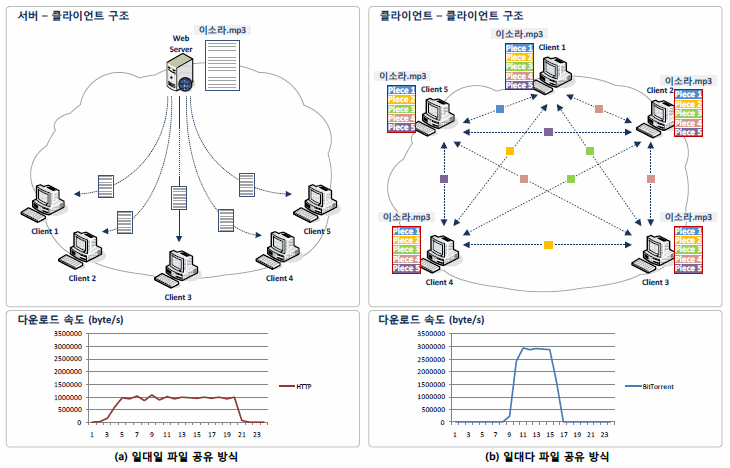 서버 – 클라이언트 구조
이소라.mp3
Web
Server
Client 1
Client 2
Client 3
Client 4
Client 5
클라이언트 – 클라이언트 구조
이소라.mp3
Piece 1
Piece 2
Piece 3
Piece 4
Piece 5
Client 1
이소라.mp3
Piece 1
Piece 2
Piece 3
Piece 4
Piece 5
Client 5
이소라.mp3
Client 2
Piece 1
Piece 2
Piece 3
Piece 4
Piece 5
이소라.mp3
Piece 1
Piece 2
Piece 3
Piece 4
Piece 5
Client 4
이소라.mp3
Piece 1
Piece 2
Piece 3
Piece 4
Piece 5
Client 3
다운로드 속도 (byte/s)
3500000
3000000
2500000
2000000
1500000
1000000
500000
0
1 3 5 7 9 11 13 15 17 19 21 23
HTTP
(a) 일대일 파일 공유 방식
다운로드 속도 (byte/s)
3500000
3000000
2500000
2000000
1500000
1000000
500000
0
1 3 5 7 9 11 13 15 17 19 21 23
BitTorrent
(b) 일대다 파일 공유 방식